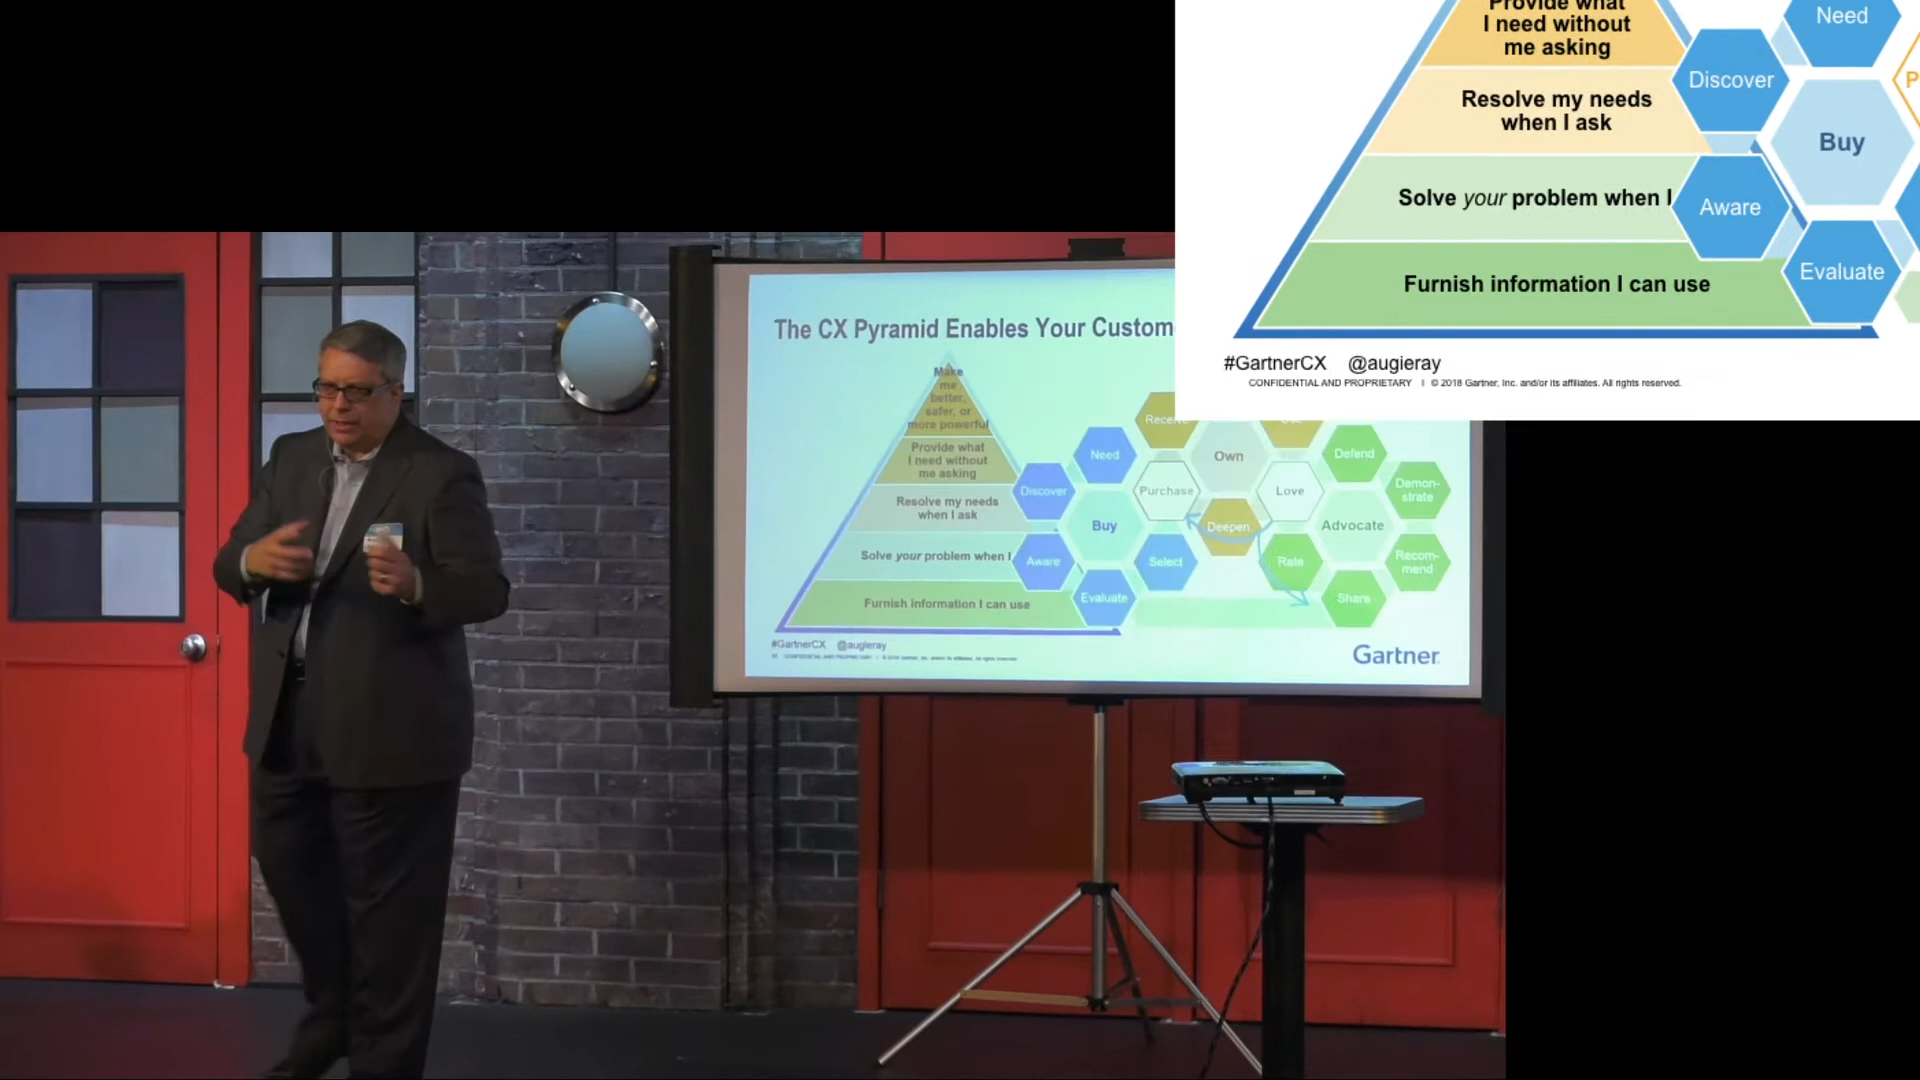 Provide what
I need without
me asking
Resolve my needs
when I ask
Solve your problem when I
Furnish information I can use
Need
Discover
Buy
Aware
Evaluate
P
#GartnerCX @augieray
CONFIDENTIAL AND PROPRIETARY | © 2018 Gartner, Inc. and/or its affiliates. All rights reserved.
The CX Pyramid Enables Your Custom
Make
me
better,
safer, or
more powerful
Provide what
I need without
me asking
Resolve my needs
when I ask
Solve your problem when I
Furnish information I can use
Receive
Need
Own
Defend
Discover
Purchase
Love
Demon-
strate
Buy
Deepen
Advocate
Aware
Select
Rate
Recom-
mend
Evaluate
Share
#GartnerCX @augieray
Gartner